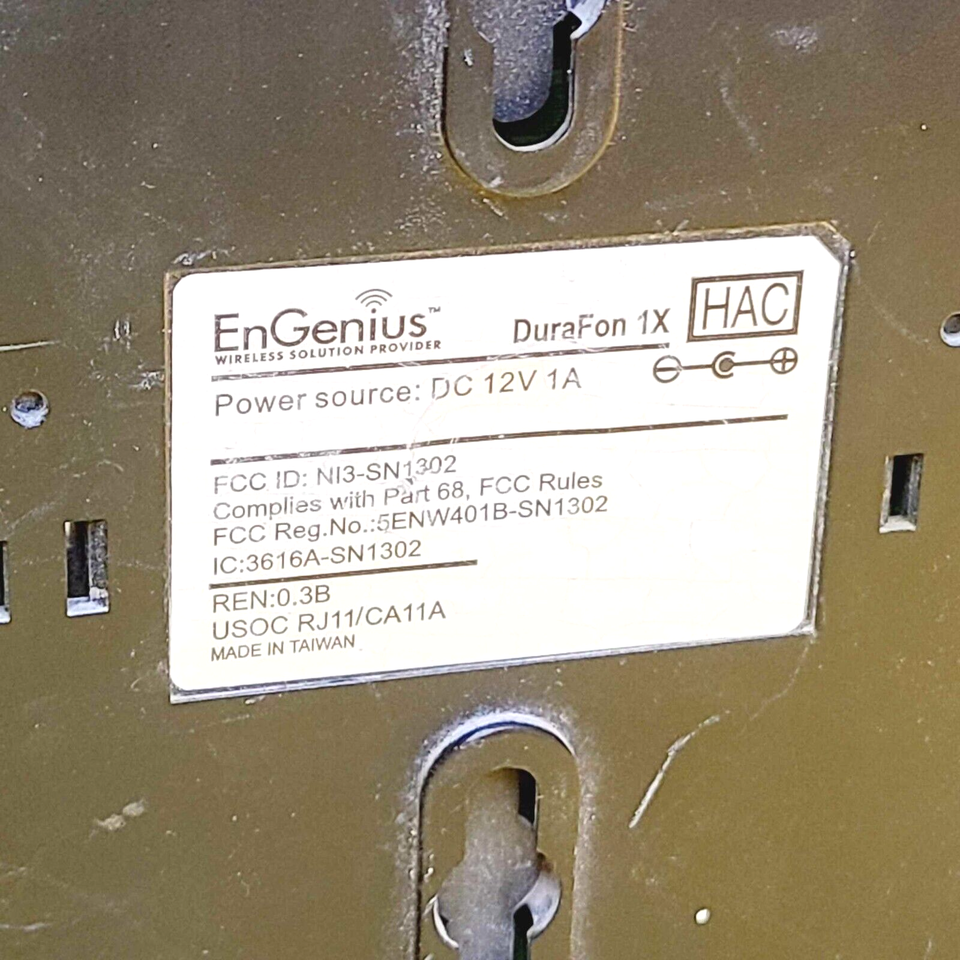 EnGenius™
WIRELESS SOLUTION PROVIDER
DuraFon 1X
HAC
Power source: DC 12V 1A
FCC ID: NI3-SN1302
Complies with Part 68, FCC Rules
FCC Reg.No.:5ENW401B-SN1302
IC:3616A-SN1302
REN:0.3B
USOC RJ11/CA11A
MADE IN TAIWAN